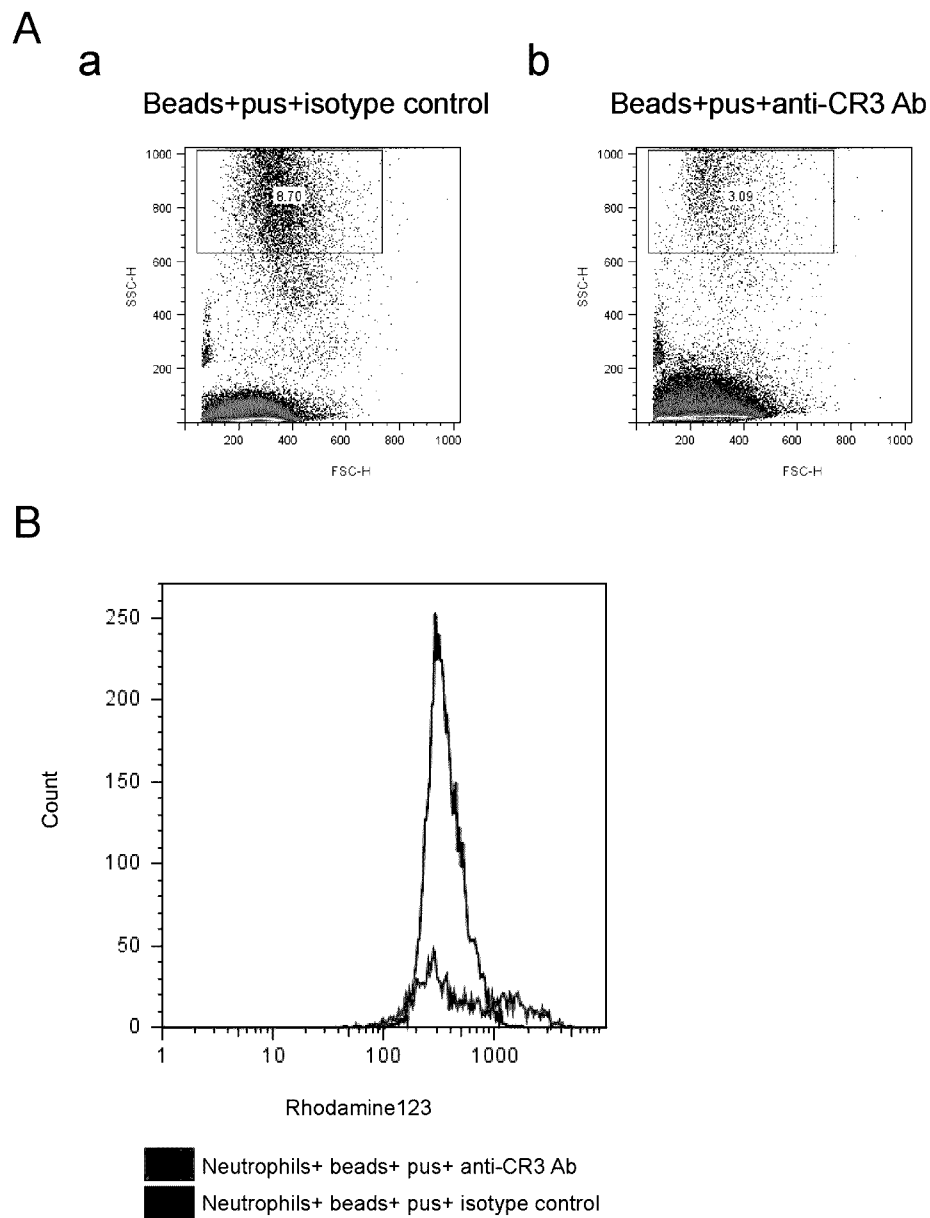 A
a
b
Beads+pus+isotype control
Beads+pus+anti-CR3 Ab
1000
800
600
400
200
SSC-H
8.70
200 400 600 800 1000
FSC-H
1000
800
600
400
200
SSC-H
3.09
200 400 600 800 1000
FSC-H
B
250
200
150
100
50
0
Count
1 10 100 1000
Rhodamine123
Neutrophils+ beads+ pus+ anti-CR3 Ab
Neutrophils+ beads+ pus+ isotype control